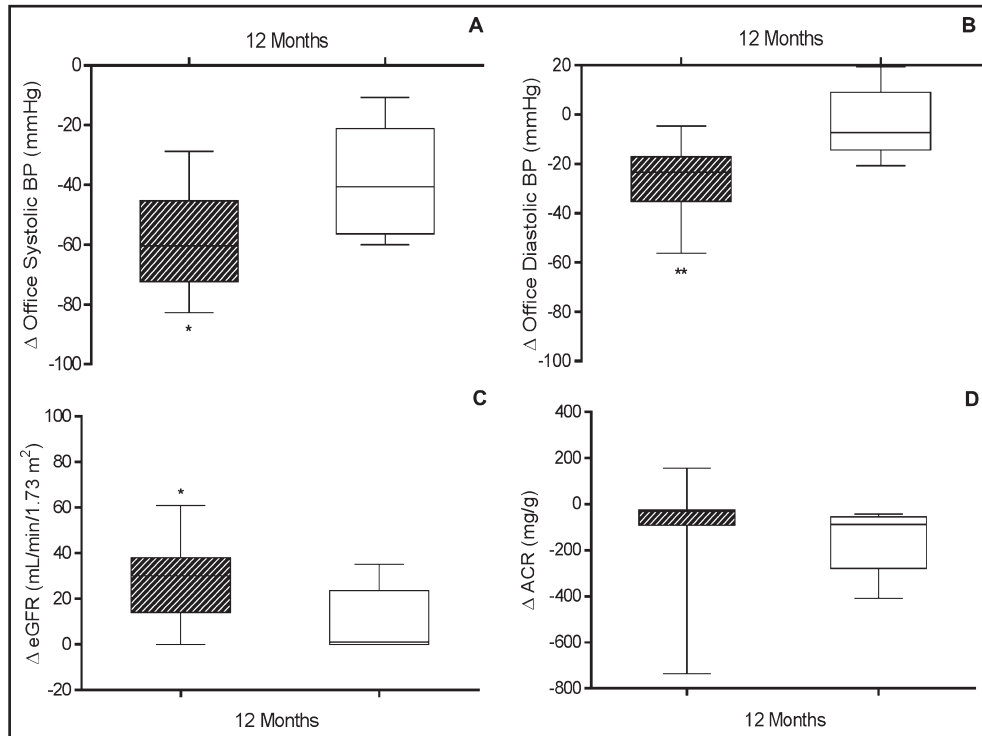 A
12 Months
0
-20
-40
-60
-80
-100
Δ Office Systolic BP (mmHg)
*
B
12 Months
20
0
-20
-40
-60
-80
-100
Δ Office Diastolic BP (mmHg)
**
C
100
80
60
40
20
0
-20
Δ eGFR (mL/min/1.73 m²)
*
12 Months
D
400
200
0
-200
-400
-600
-800
Δ ACR (mg/g)
12 Months